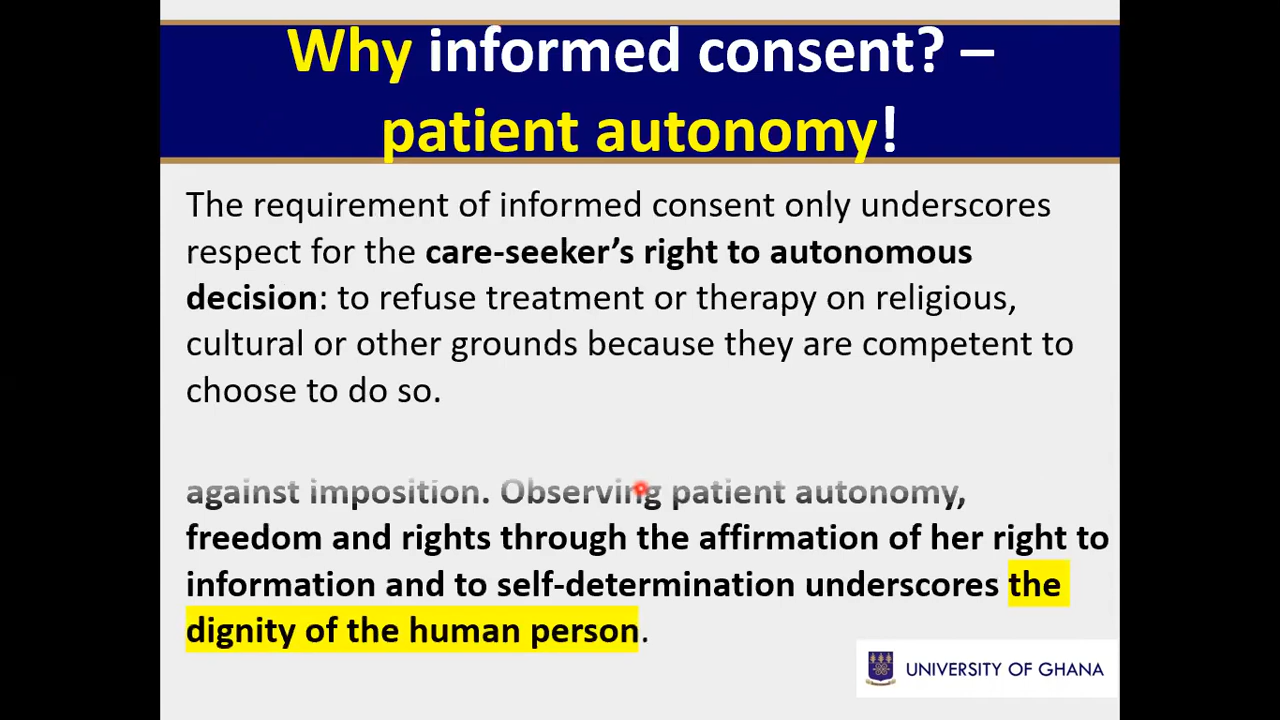 Why informed consent? –
patient autonomy!
The requirement of informed consent only underscores
respect for the care-seeker’s right to autonomous
decision: to refuse treatment or therapy on religious,
cultural or other grounds because they are competent to
choose to do so.
against imposition. Observing patient autonomy,
freedom and rights through the affirmation of her right to
information and to self-determination underscores the
dignity of the human person.
UNIVERSITY OF GHANA